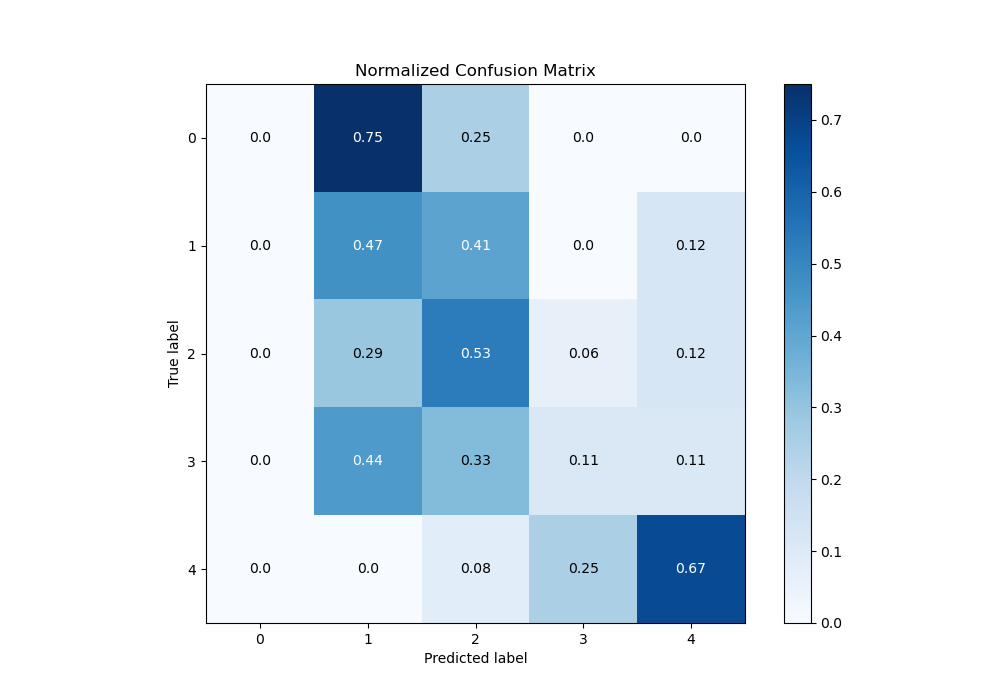 Normalized Confusion Matrix
0 0.0 0.75 0.25 0.0 0.0
1 0.0 0.47 0.41 0.0 0.12
2 0.0 0.29 0.53 0.06 0.12
3 0.0 0.44 0.33 0.11 0.11
4 0.0 0.0 0.08 0.25 0.67
0 1 2 3 4
True label
Predicted label
0.7
0.6
0.5
0.4
0.3
0.2
0.1
0.0